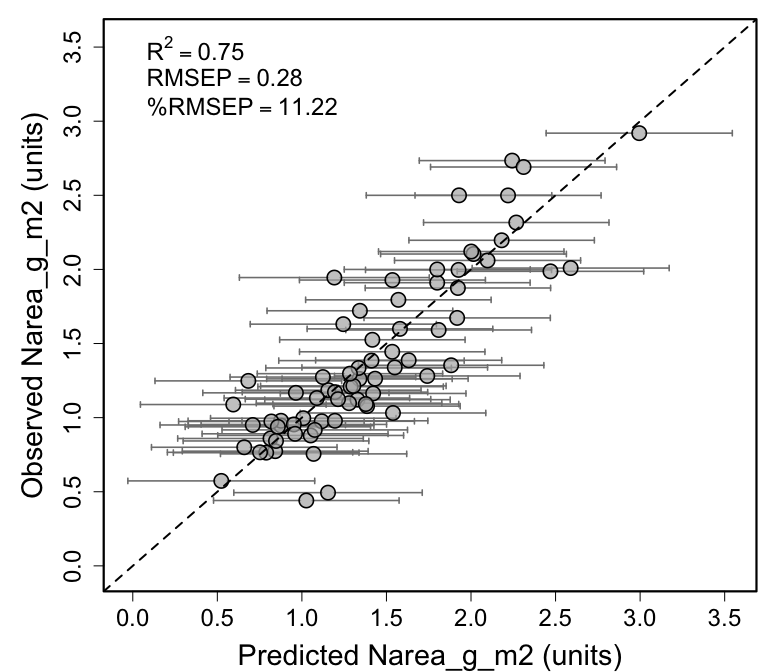 R² = 0.75
RMSEP = 0.28
%RMSEP = 11.22
Observed Narea_g_m2 (units)
3.5
3.0
2.5
2.0
1.5
1.0
0.5
0.0
0.0 0.5 1.0 1.5 2.0 2.5 3.0 3.5
Predicted Narea_g_m2 (units)